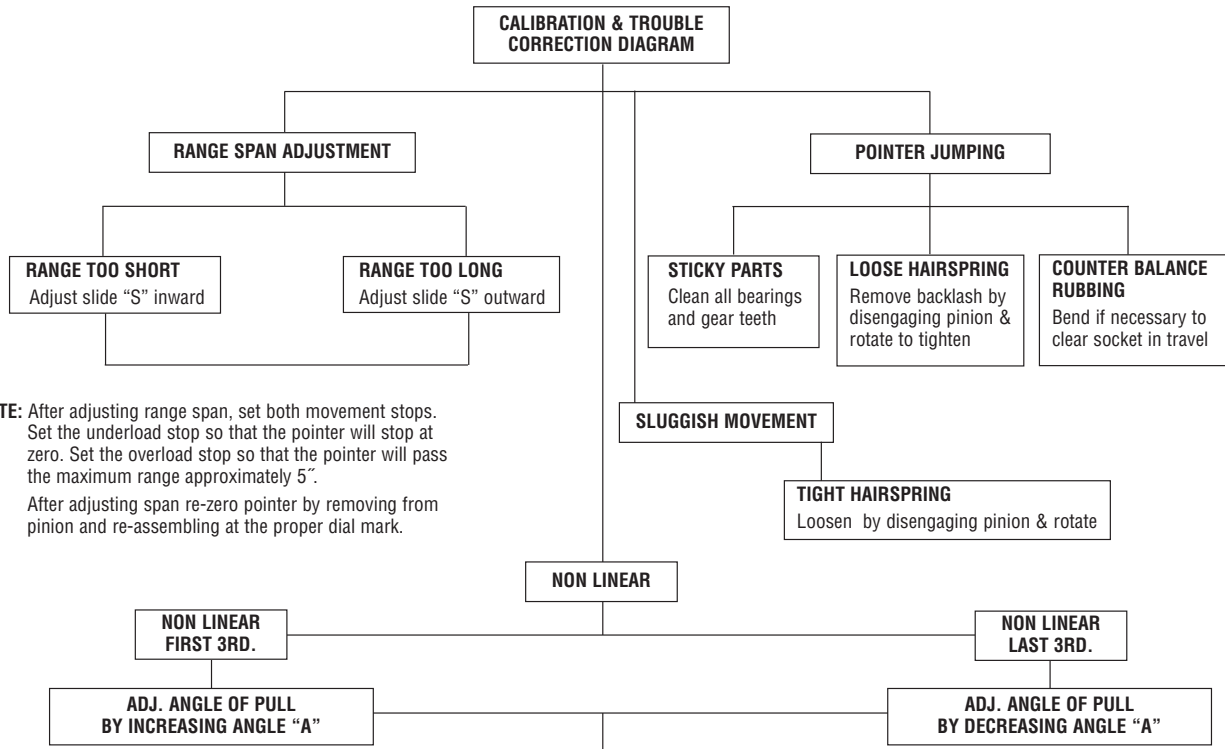 CALIBRATION & TROUBLE
CORRECTION DIAGRAM
RANGE SPAN ADJUSTMENT
POINTER JUMPING
RANGE TOO SHORT
Adjust slide “S” inward
RANGE TOO LONG
Adjust slide “S” outward
STICKY PARTS
Clean all bearings
and gear teeth
LOOSE HAIRSPRING
Remove backlash by
disengaging pinion &
rotate to tighten
COUNTER BALANCE
RUBBING
Bend if necessary to
clear socket in travel
TE: After adjusting range span, set both movement stops.
Set the underload stop so that the pointer will stop at
zero. Set the overload stop so that the pointer will pass
the maximum range approximately 5˝.
After adjusting span re-zero pointer by removing from
pinion and re-assembling at the proper dial mark.
SLUGGISH MOVEMENT
TIGHT HAIRSPRING
Loosen by disengaging pinion & rotate
NON LINEAR
NON LINEAR
FIRST 3RD.
NON LINEAR
LAST 3RD.
ADJ. ANGLE OF PULL
BY INCREASING ANGLE “A”
ADJ. ANGLE OF PULL
BY DECREASING ANGLE “A”